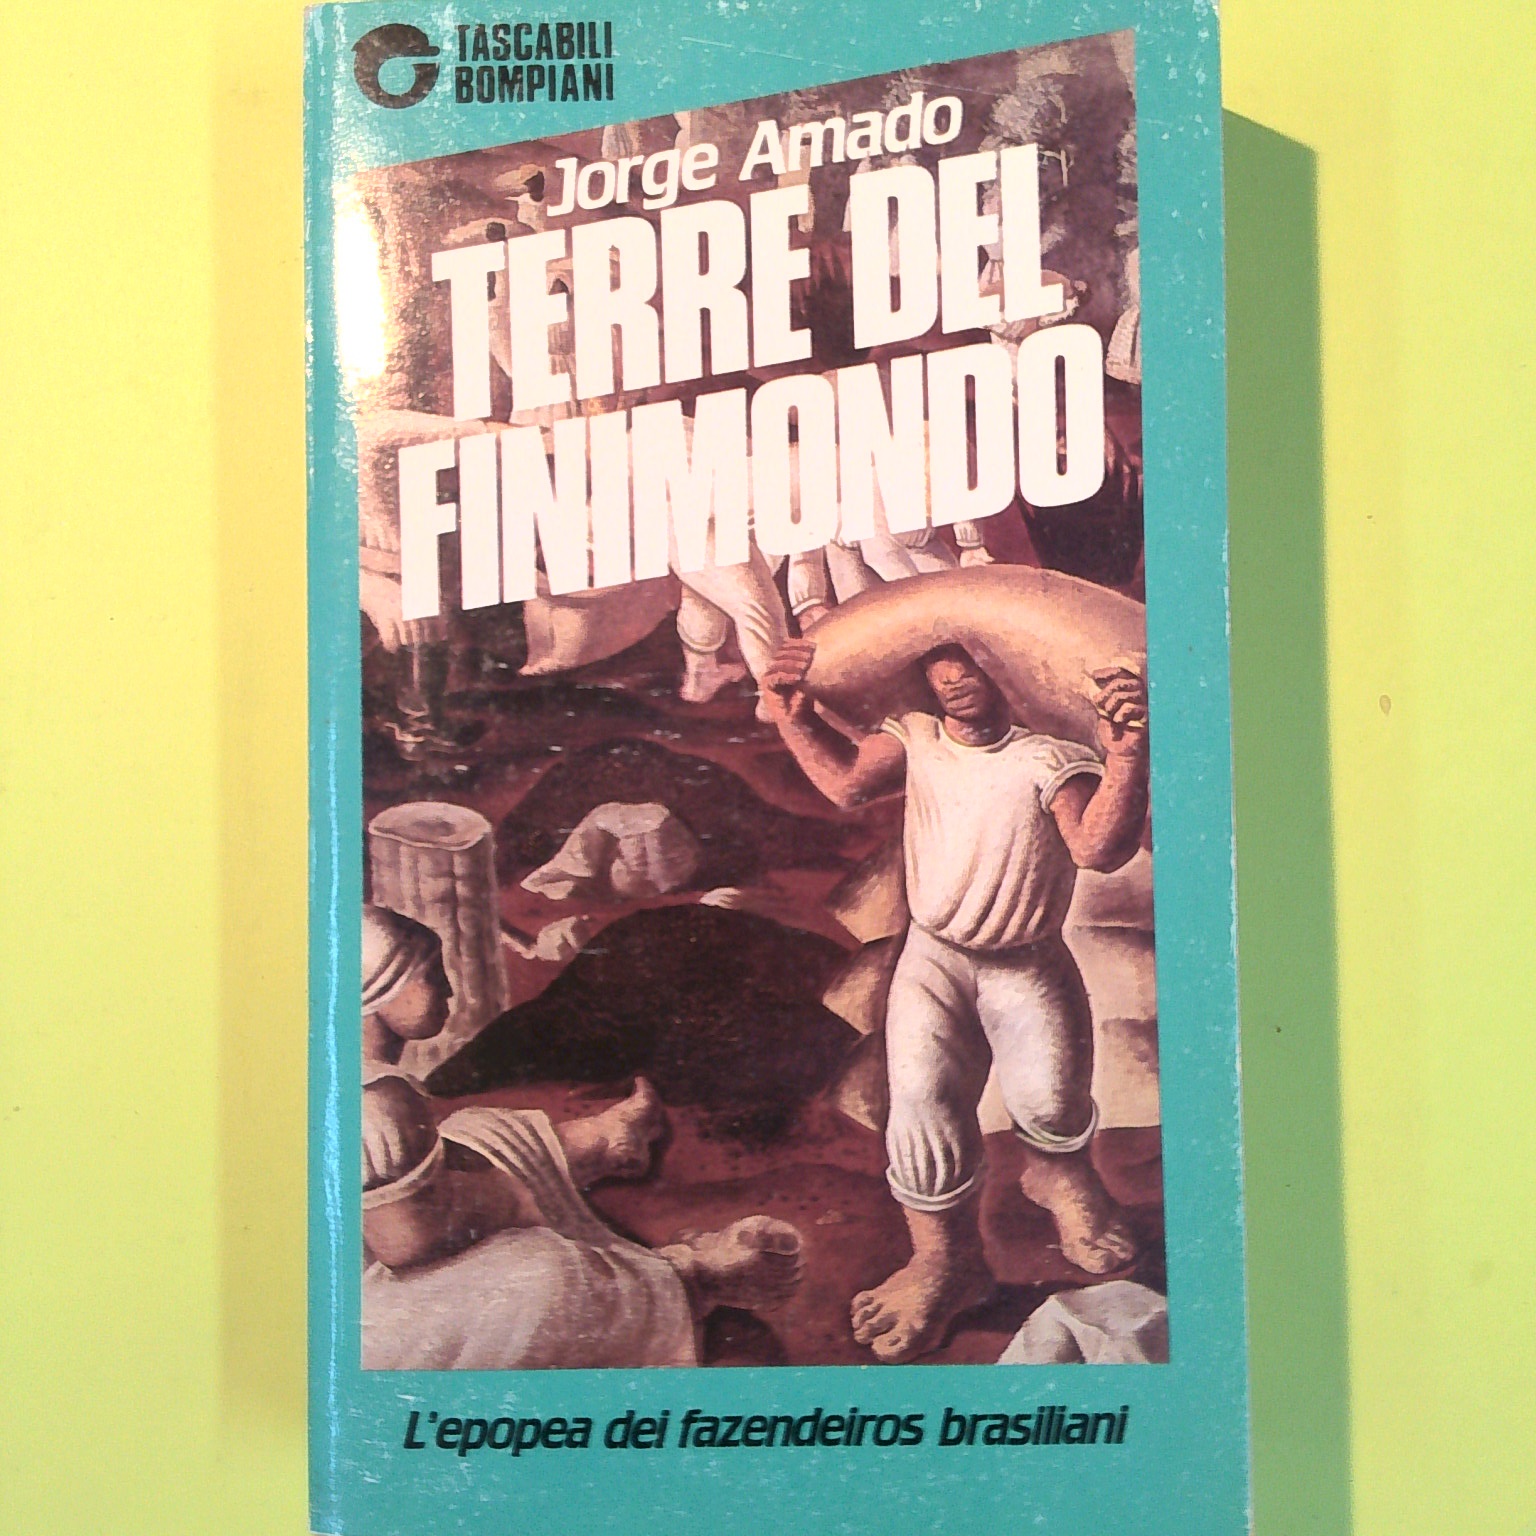 TASCABILI
BOMPIANI
Jorge Amado
TERRE DEL
FINIMONDO
L'epopea dei fazendeiros brasiliani